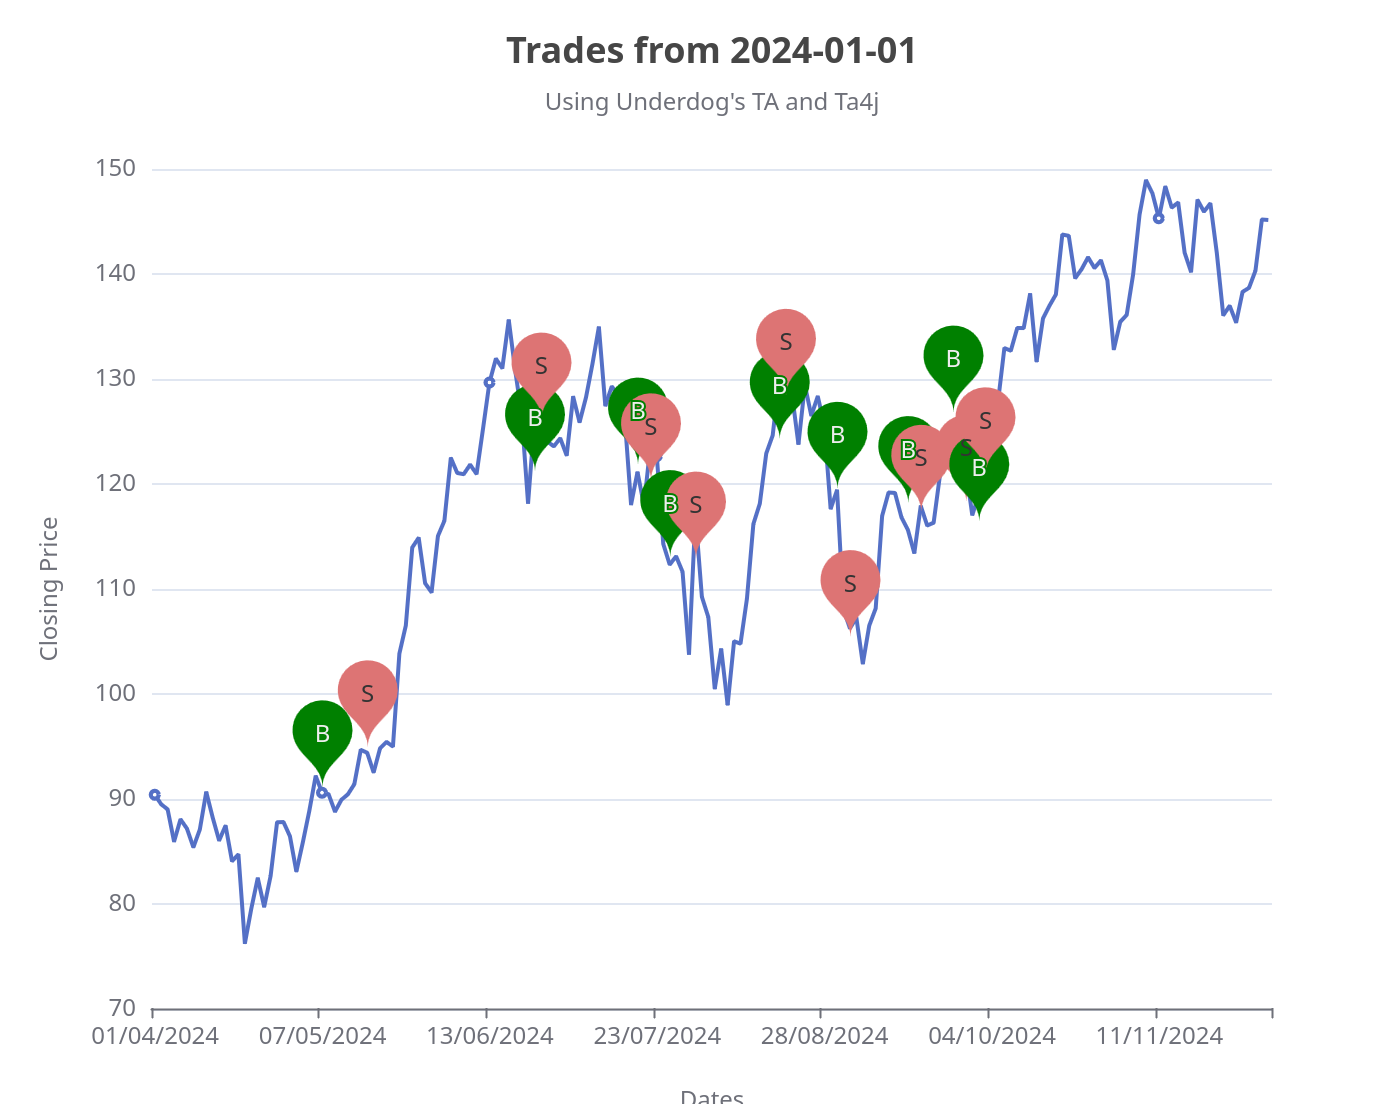 Trades from 2024-01-01
Using Underdog's TA and Ta4j
Closing Price
150
140
130
120
110
100
90
80
70
B
S
B
S
B
S
B
S
B
S
B
S
B
S
B
S
B
S
01/04/2024
07/05/2024
13/06/2024
23/07/2024
28/08/2024
04/10/2024
11/11/2024
Dates